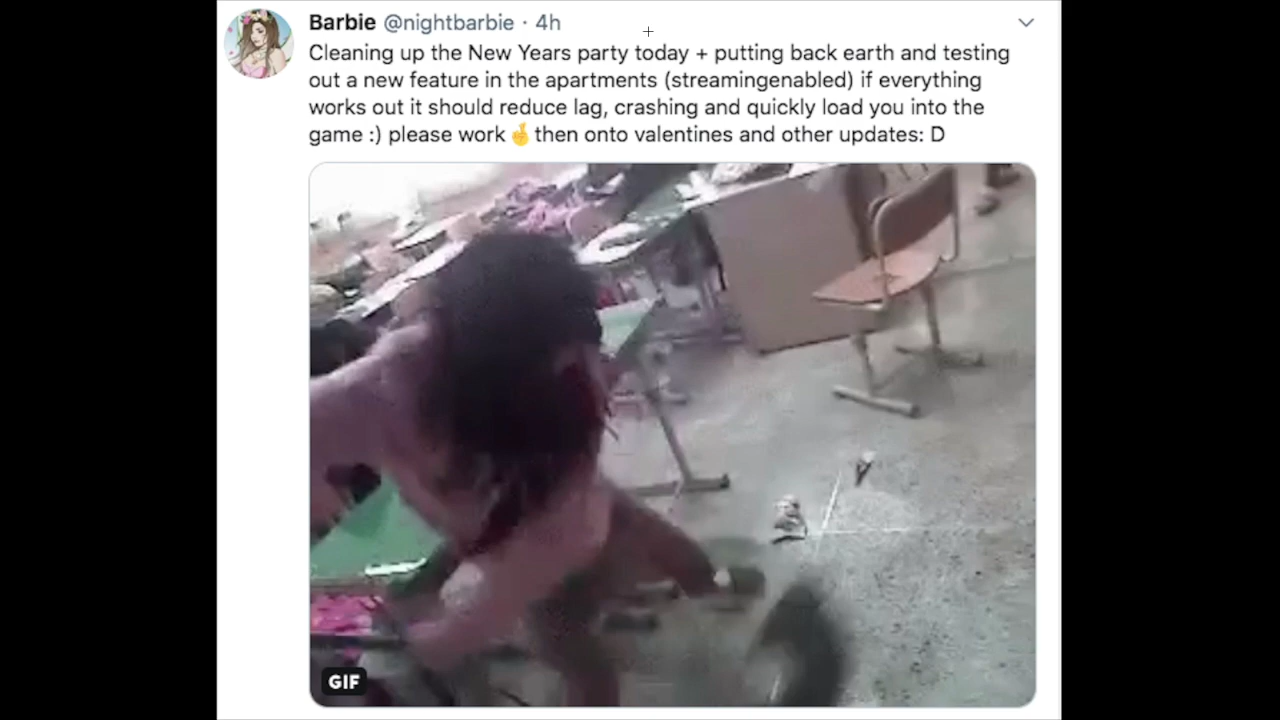 Barbie @nightbarbie · 4h
Cleaning up the New Years party today + putting back earth and testing
out a new feature in the apartments (streamingenabled) if everything
works out it should reduce lag, crashing and quickly load you into the
game :) please work🤞then onto valentines and other updates: D
GIF